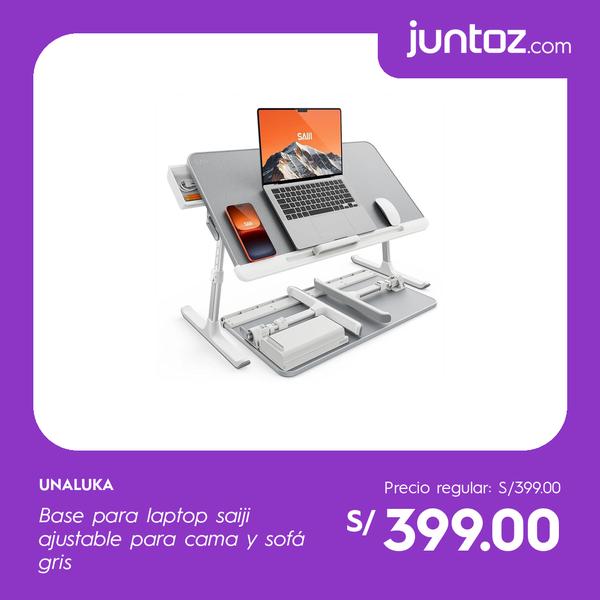 juntoz.com
SAIJI
UNALUKA
Base para laptop saiji
ajustable para cama y sofá
gris
Precio regular: S/399.00
S/ 399.00